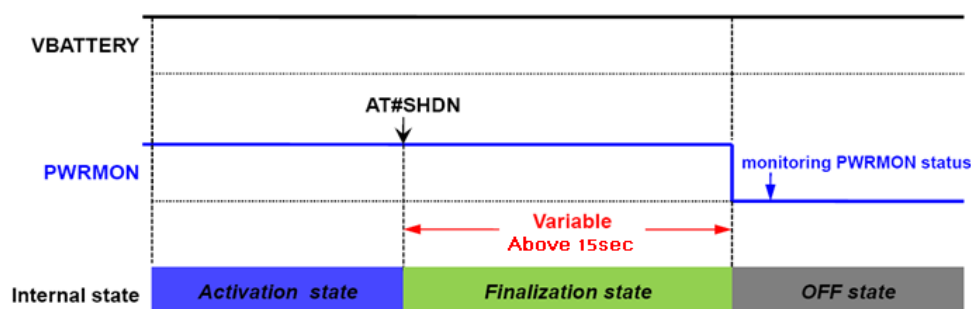 VBATTERY
AT#SHDN
PWRMON
monitoring PWRMON status
Variable
Above 15sec
Internal state
Activation state
Finalization state
OFF state